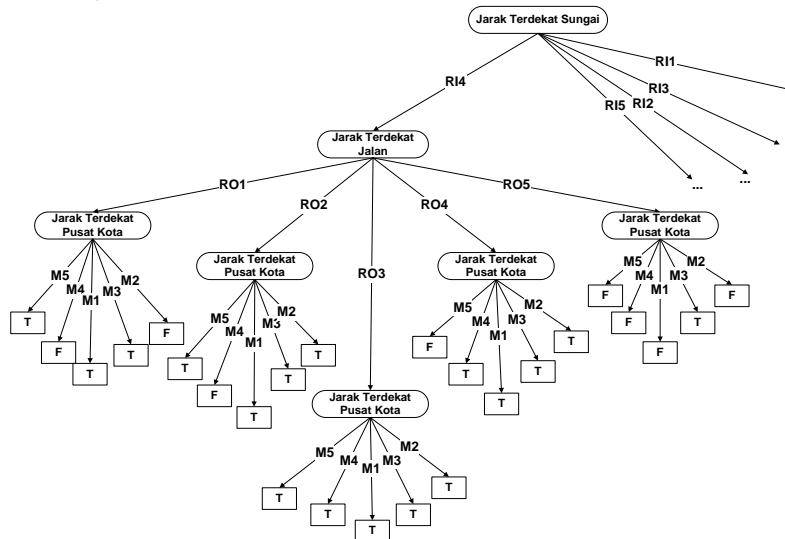 Jarak Terdekat Sungai
RI1
RI3
RI2
RI5
RI4
Jarak Terdekat
Jalan
RO1
RO2
RO3
RO4
RO5
Jarak Terdekat
Pusat Kota
M5
M4
M1
M3
M2
T
F
T
T
F
Jarak Terdekat
Pusat Kota
M5
M4
M1
M3
M2
T
F
T
T
T
Jarak Terdekat
Pusat Kota
M5
M4
M1
M3
M2
T
T
T
T
T
Jarak Terdekat
Pusat Kota
M5
M4
M1
M3
M2
F
T
T
T
T
Jarak Terdekat
Pusat Kota
M5
M4
M1
M3
M2
F
F
F
T
F
...
...